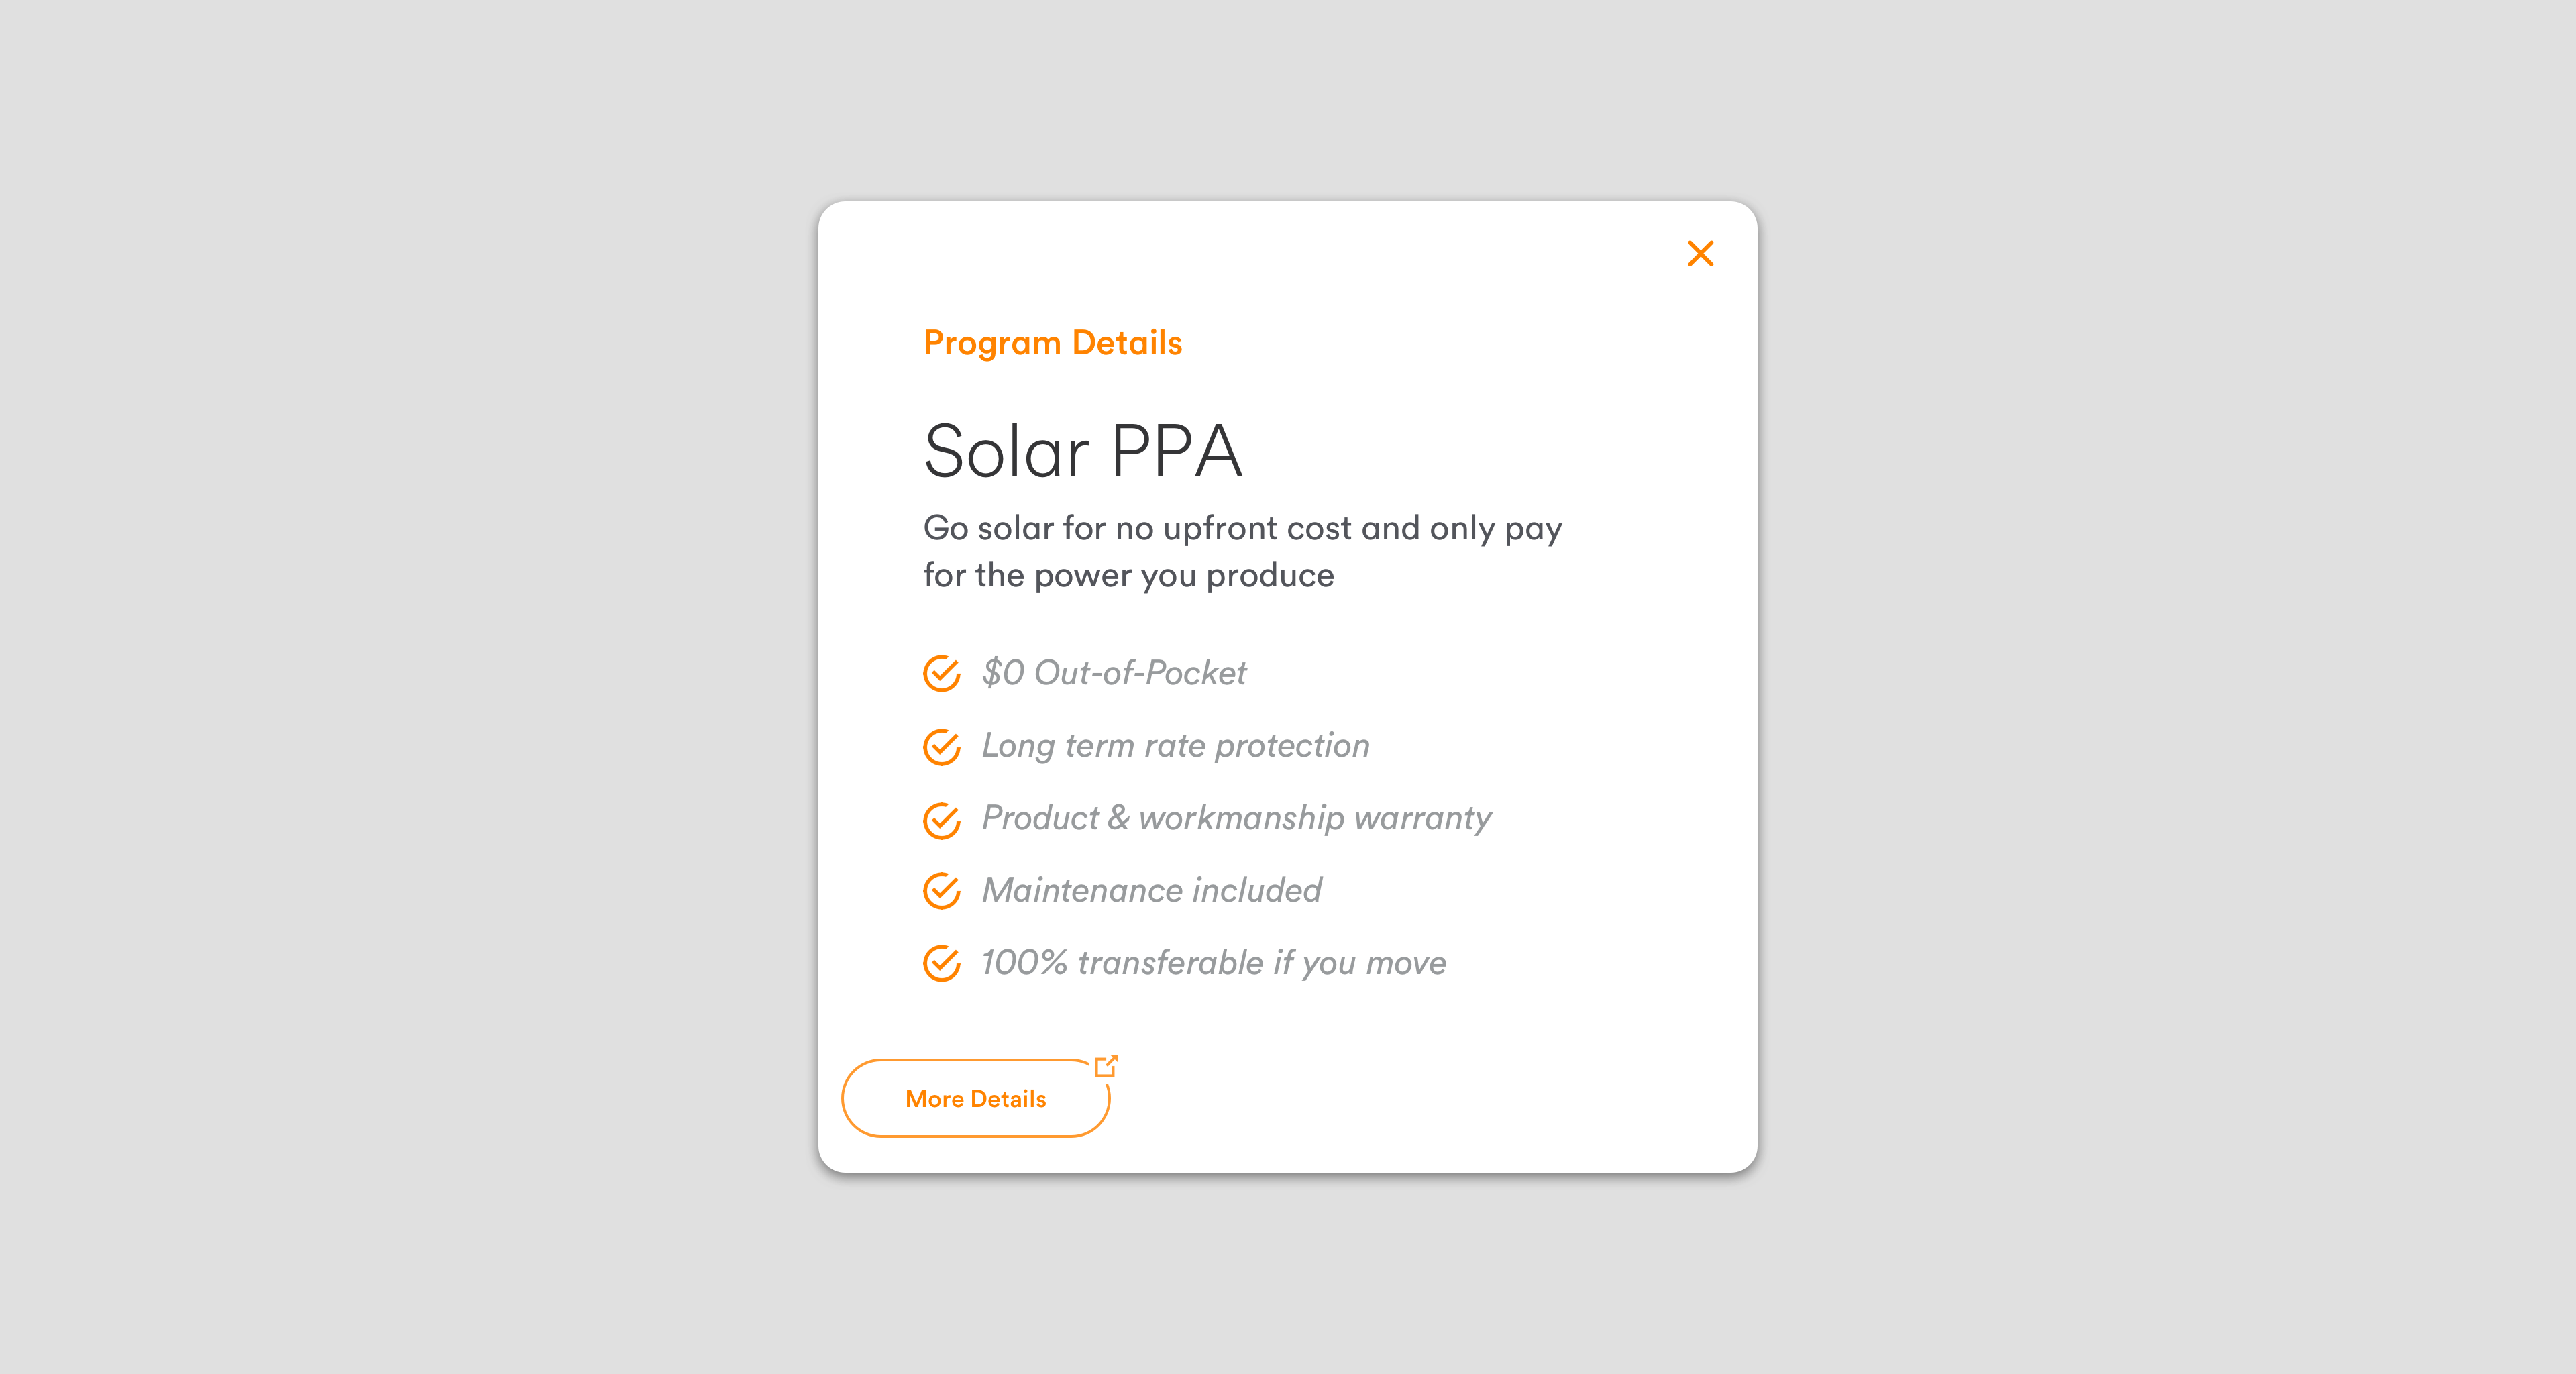 Program Details
Solar PPA
Go solar for no upfront cost and only pay
for the power you produce
$0 Out-of-Pocket
Long term rate protection
Product & workmanship warranty
Maintenance included
100% transferable if you move
More Details